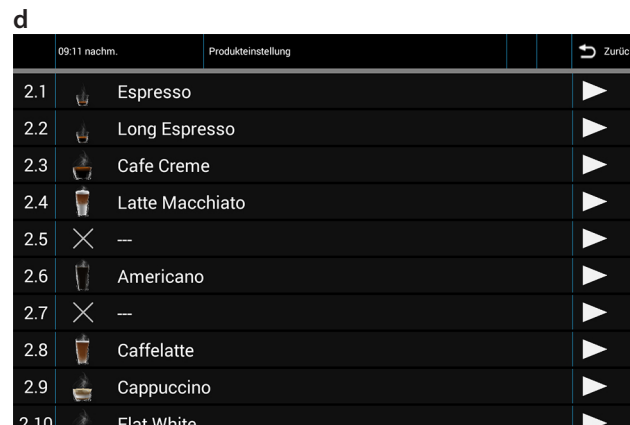 d
09:11 nachm. Produkteinstellung Zurüc
2.1 Espresso
2.2 Long Espresso
2.3 Cafe Creme
2.4 Latte Macchiato
2.5 ---
2.6 Americano
2.7 ---
2.8 Caffelatte
2.9 Cappuccino
2.10 Flat White